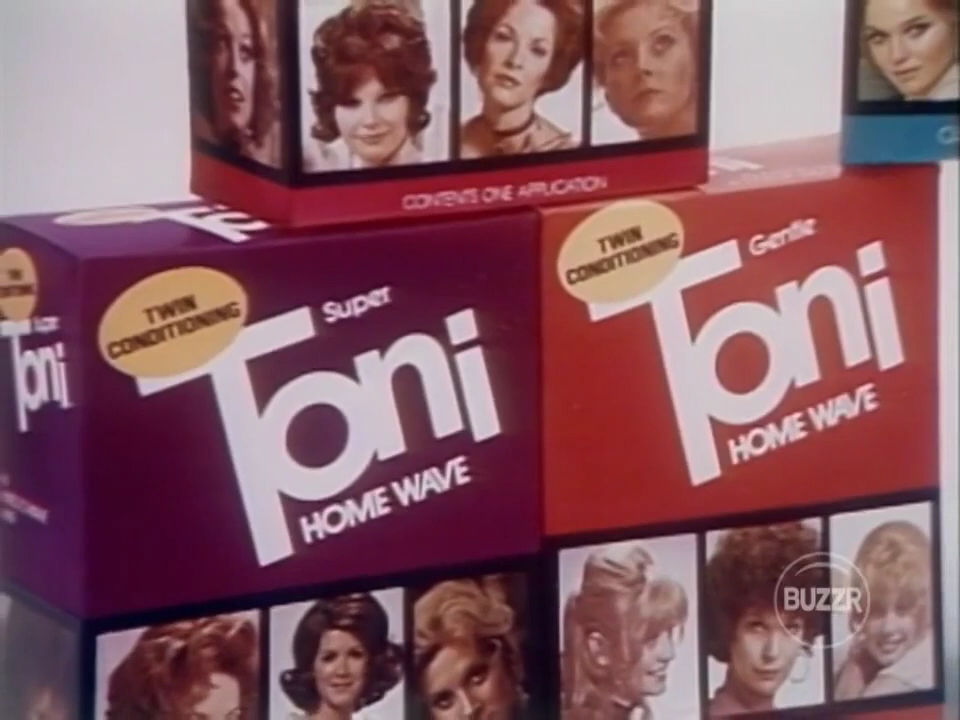 CONTENTS ONE APPLICATION
TWIN
CONDITIONING
Super
Toni
HOME WAVE
TWIN
CONDITIONING
Gentle
Toni
HOME WAVE
Toni
BUZZR